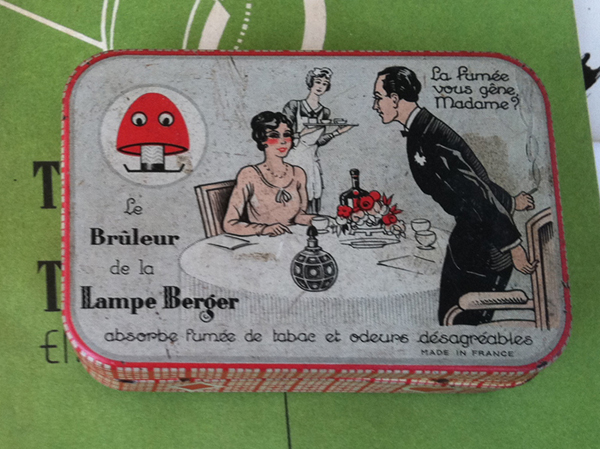 La fumée
vous gêne,
Madame?
Le
Brûleur
de la
Lampe Berger
absorbe fumée de tabac et odeurs désagréables
MADE IN FRANCE
T
T